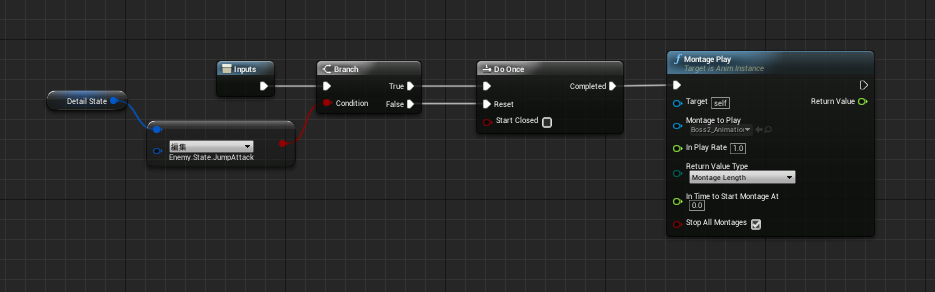 Detail State
編集
Enemy.State.JumpAttack
Inputs
Branch
True
Condition
False
Do Once
Completed
Reset
Start Closed
Montage Play
Target is Anim Instance
Target
self
Return Value
Montage to Play
Boss2_Animation
In Play Rate
1.0
Return Value Type
Montage Length
In Time to Start Montage At
0.0
Stop All Montages